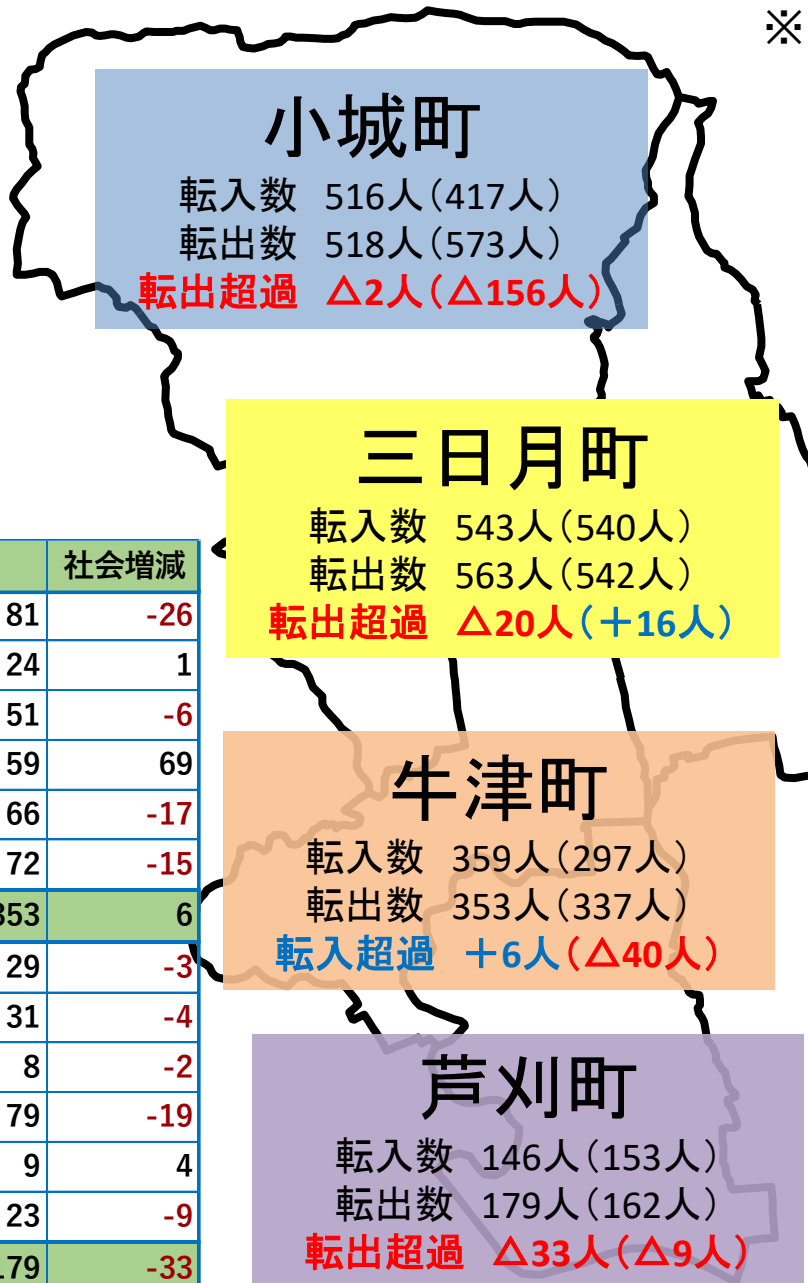 ※
小城町
転入数 516人(417人)
転出数 518人(573人)
転出超過 △2人(△156人)
三日月町
転入数 543人(540人)
転出数 563人(542人)
転出超過 △20人(+16人)
牛津町
転入数 359人(297人)
転出数 353人(337人)
転入超過 +6人(△40人)
芦刈町
転入数 146人(153人)
転出数 179人(162人)
転出超過 △33人(△9人)
社会増減
81 -26
24 1
51 -6
59 69
66 -17
72 -15
353 6
29 -3
31 -4
8 -2
79 -19
9 4
23 -9
179 -33